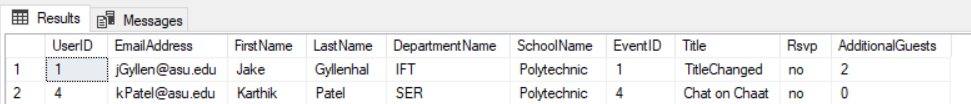 Results Messages
UserID EmailAddress FirstName LastName DepartmentName SchoolName EventID Title Rsvp AdditionalGuests
1 1 jGyllen@asu.edu Jake Gyllenhal IFT Polytechnic 1 TitleChanged no 2
2 4 kPatel@asu.edu Karthik Patel SER Polytechnic 4 Chat on Chaat no 0